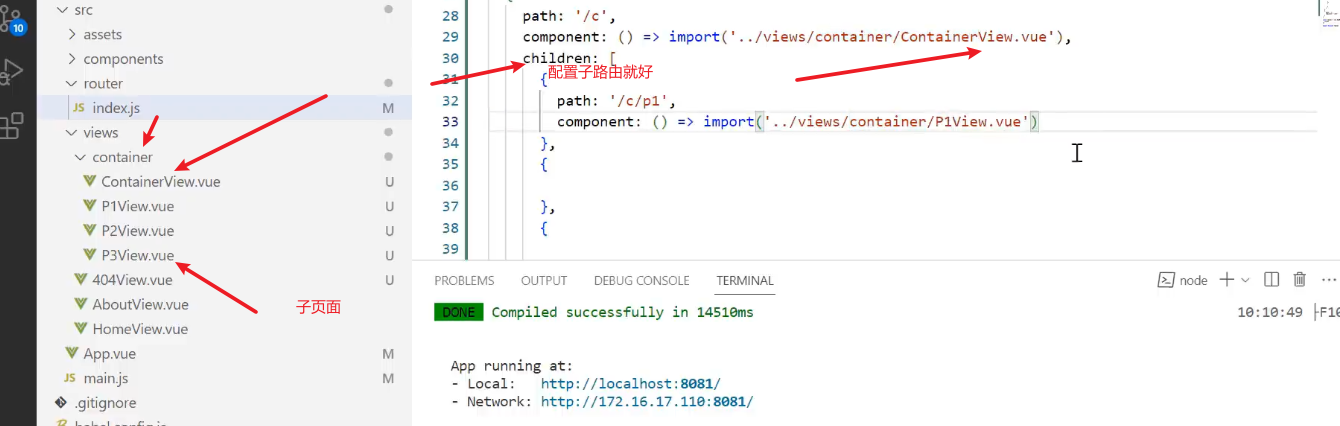 src
assets
components
router
JS index.js M
views
container
ContainerView.vue U
P1View.vue U
P2View.vue U
P3View.vue U
404View.vue U
AboutView.vue
HomeView.vue
App.vue M
JS main.js M
.gitignore
babel.config.js
10
子页面
28 path: '/c',
29 component: () => import('../views/container/ContainerView.vue'),
30 children: [
配置子路由就好
31 {
32 path: '/c/p1',
33 component: () => import('../views/container/P1View.vue')
34 },
35 {
36
37 },
38 {
39
PROBLEMS OUTPUT DEBUG CONSOLE TERMINAL node
DONE Compiled successfully in 14510ms 10:10:49
App running at:
- Local: http://localhost:8081/
- Network: http://172.16.17.110:8081/